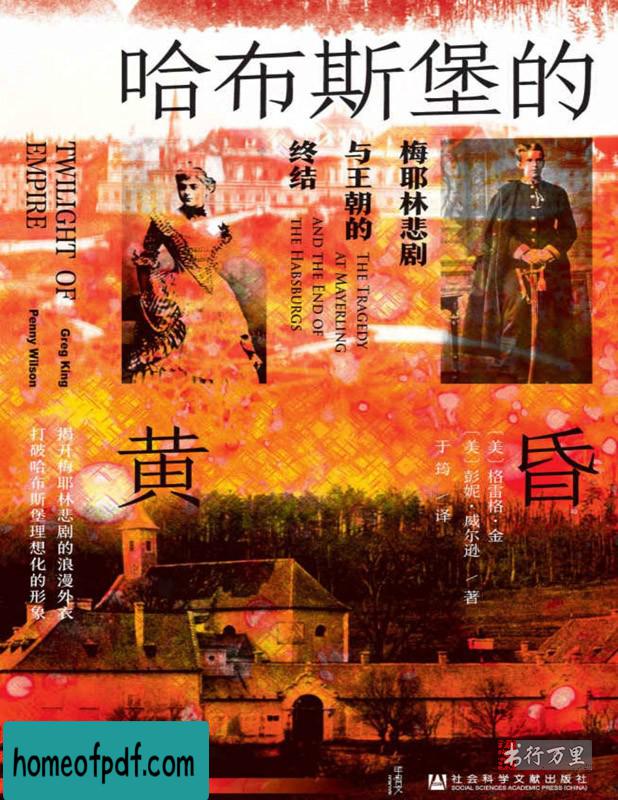 哈布斯堡的
黄昏
梅耶林悲剧
与王朝的
终结
THE TRAGEDY
AT MAYERLING
AND THE END OF
THE HABSBURGS
TWILIGHT OF
EMPIRE
Greg King
Penny Wilson
〔美〕格雷格·金
〔美〕彭妮·威尔逊／著
于筠／译
揭开梅耶林悲剧的浪漫外衣
打破哈布斯堡理想化的形象
homeofpdf.com
书行万里
社会科学文献出版社
SOCIAL SCIENCES ACADEMIC PRESS (CHINA)